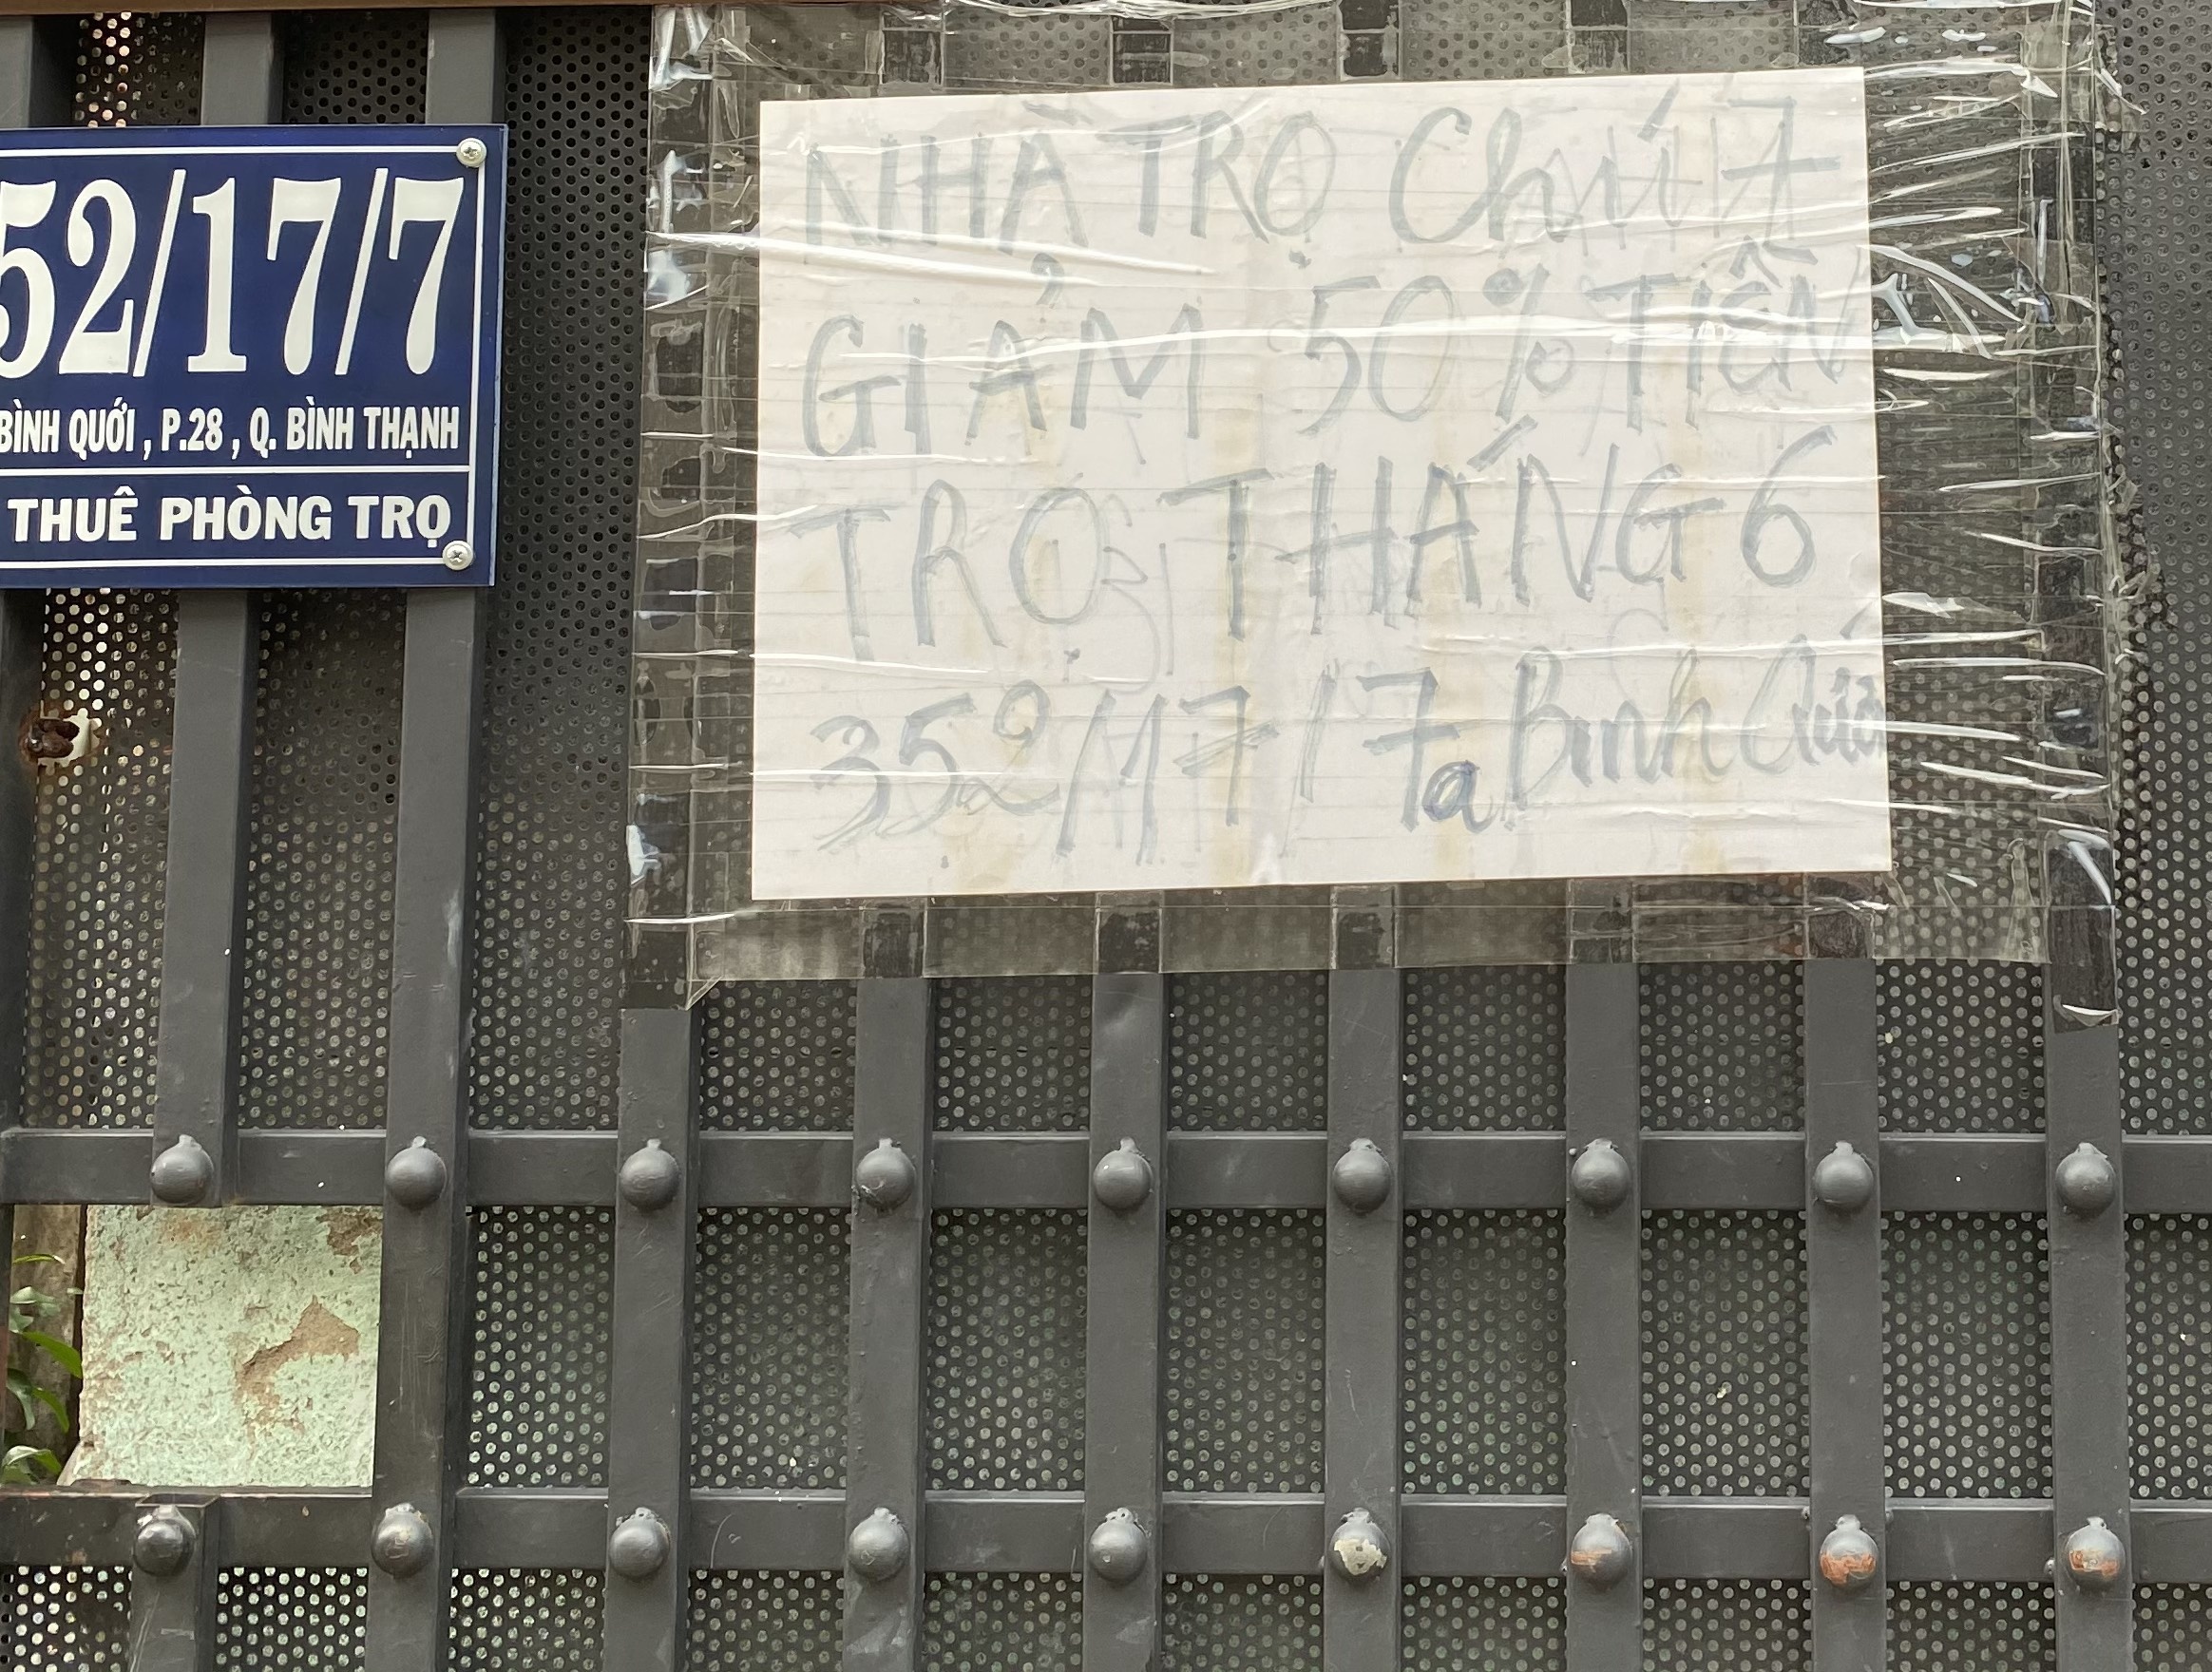 52/17/7
BÌNH QUỚI , P.28 , Q. BÌNH THẠNH
THUÊ PHÒNG TRỌ
NHÀ TRỌ Chú 7
GIẢM 50% TIỀN
TRỌ THÁNG 6
352/17/7a Bình Qưới